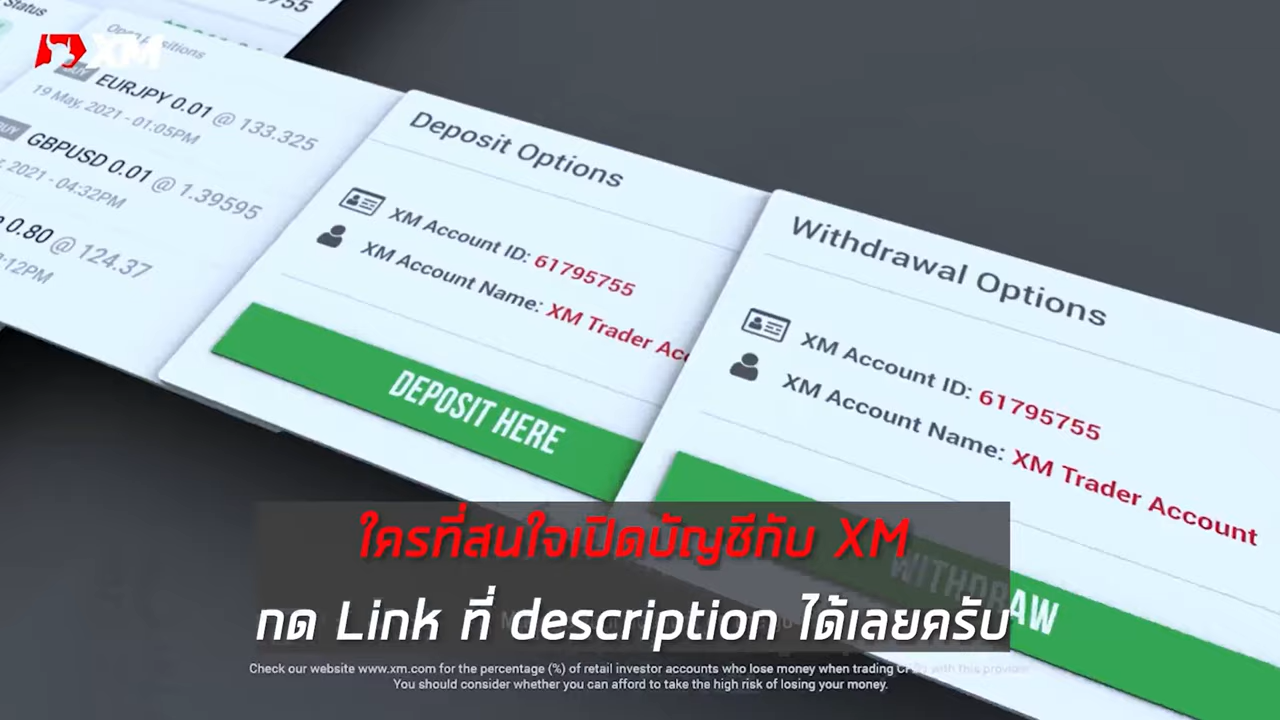 Status
XM
Open Positions
BUY EURJPY 0.01 @ 133.325
19 May, 2021 - 01:05PM
BUY GBPUSD 0.01 @ 1.39595
2021 - 04:32PM
0.80 @ 124.37
:12PM
Deposit Options
XM Account ID: 61795755
XM Account Name: XM Trader
DEPOSIT HERE
Withdrawal Options
XM Account ID: 61795755
XM Account Name: XM Trader Account
WITHDRAW
ใครที่สนใจเปิดบัญชีกับ XM
กด Link ที่ description ได้เลยครับ
Check our website www.xm.com for the percentage (%) of retail investor accounts who lose money when trading CFDs with this provider.
You should consider whether you can afford to take the high risk of losing your money.